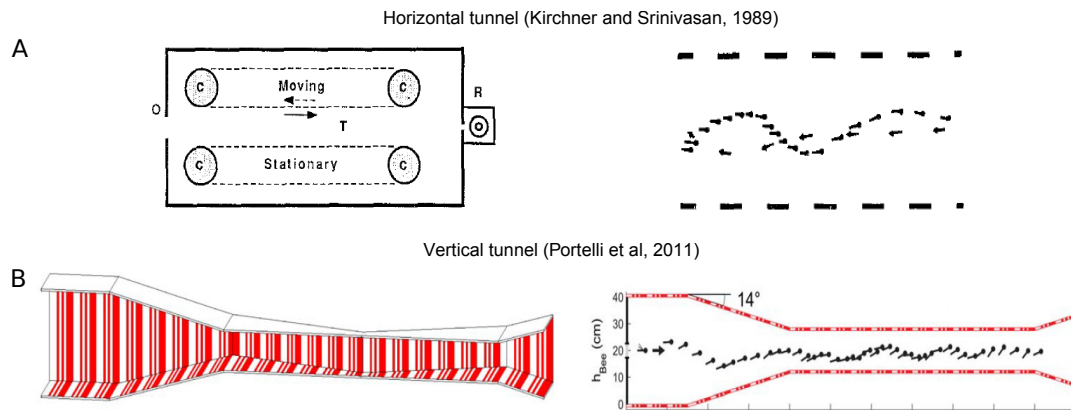 Horizontal tunnel (Kirchner and Srinivasan, 1989)
A
C Moving C
R
O
T
C Stationary C
Vertical tunnel (Portelli et al, 2011)
B
14°
40
30
20
10
0
hBee (cm)